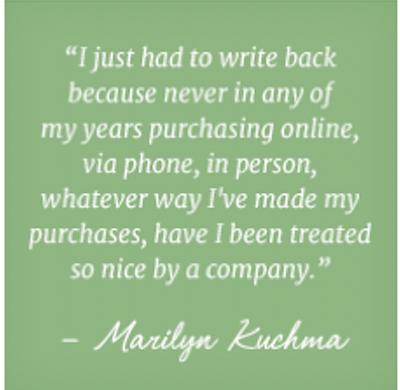 “I just had to write back
because never in any of
my years purchasing online,
via phone, in person,
whatever way I've made my
purchases, have I been treated
so nice by a company.”
– Marilyn Kuchma